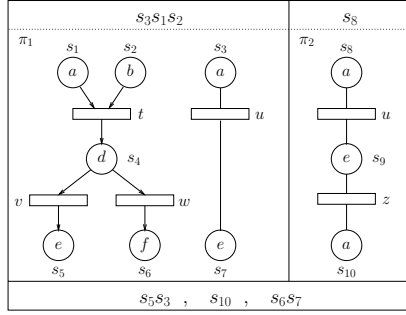 s₃s₁s₂ s₈
π₁ s₁ s₂ s₃ π₂ s₈
a b a a
t u u
d s₄ e s₉
v w z
e f e a
s₅ s₆ s₇ s₁₀
s₅s₃ , s₁₀ , s₆s₇